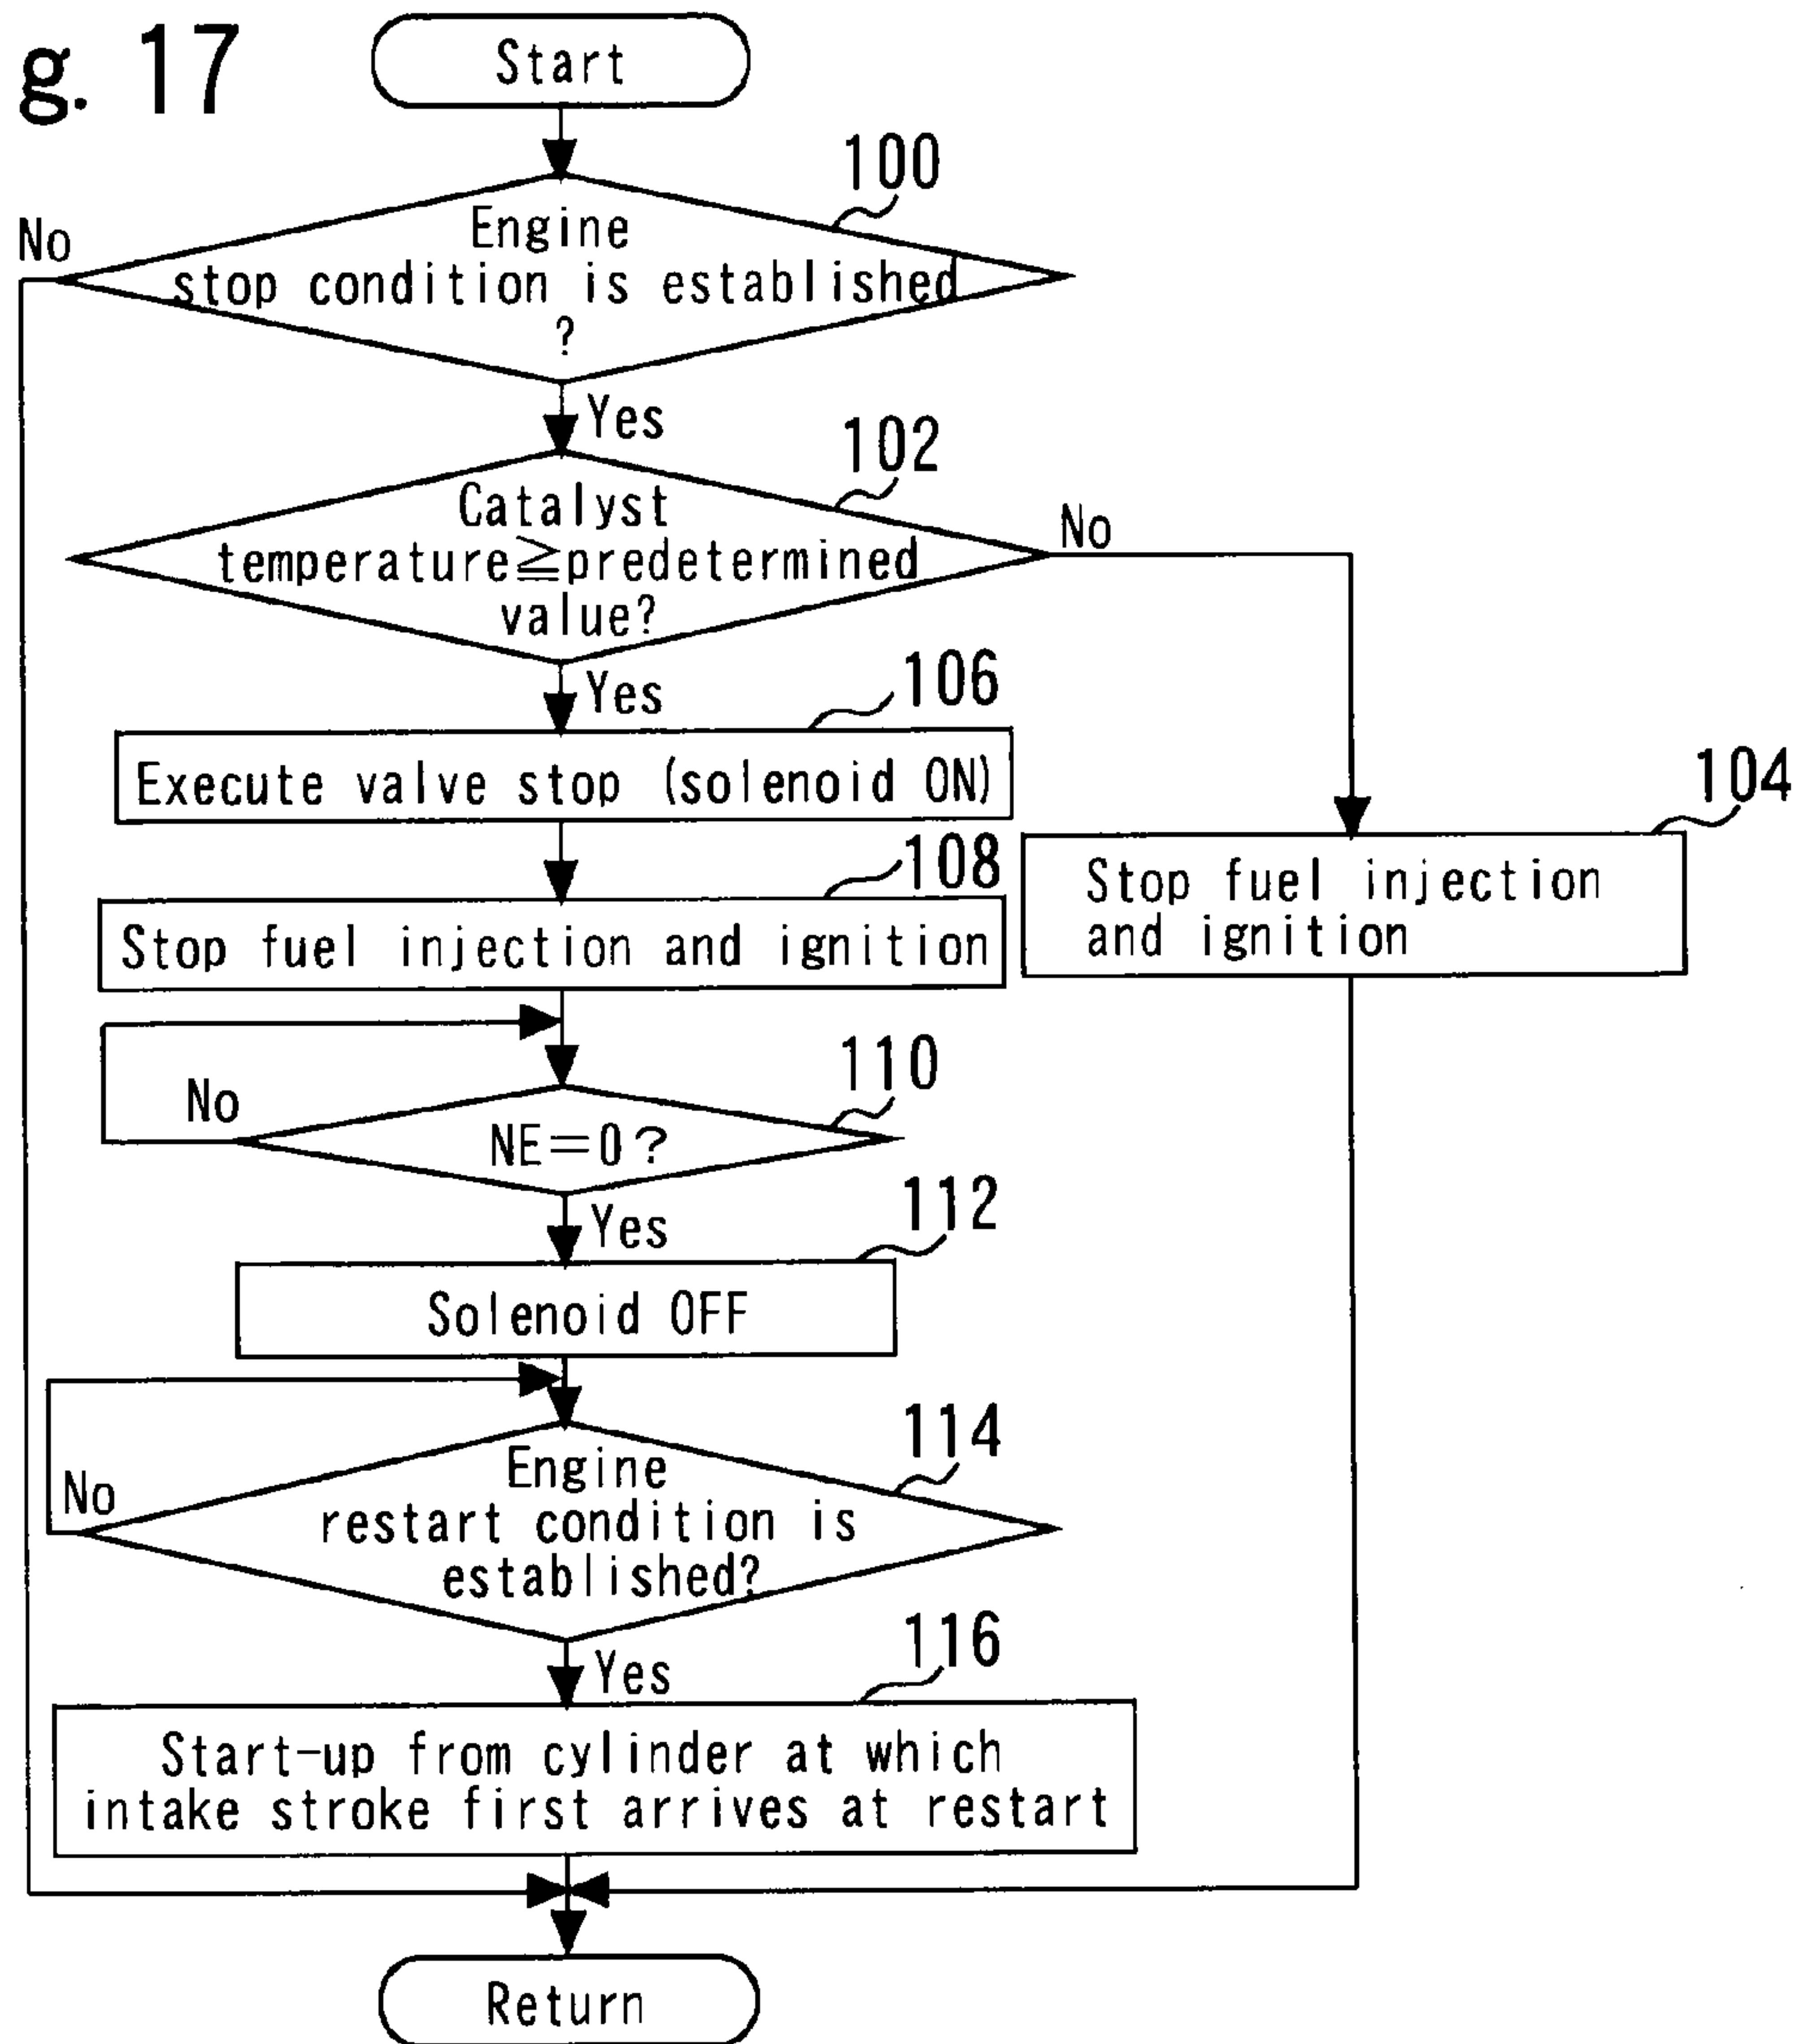 g. 17
Start
100
No
Engine
stop condition is established
?
Yes
102
Catalyst
temperature≧predetermined
value?
No
Yes
106
Execute valve stop (solenoid ON)
104
Stop fuel injection
and ignition
108
Stop fuel injection and ignition
110
No
NE=0?
Yes
112
Solenoid OFF
114
No
Engine
restart condition is
established?
Yes
116
Start-up from cylinder at which
intake stroke first arrives at restart
Return